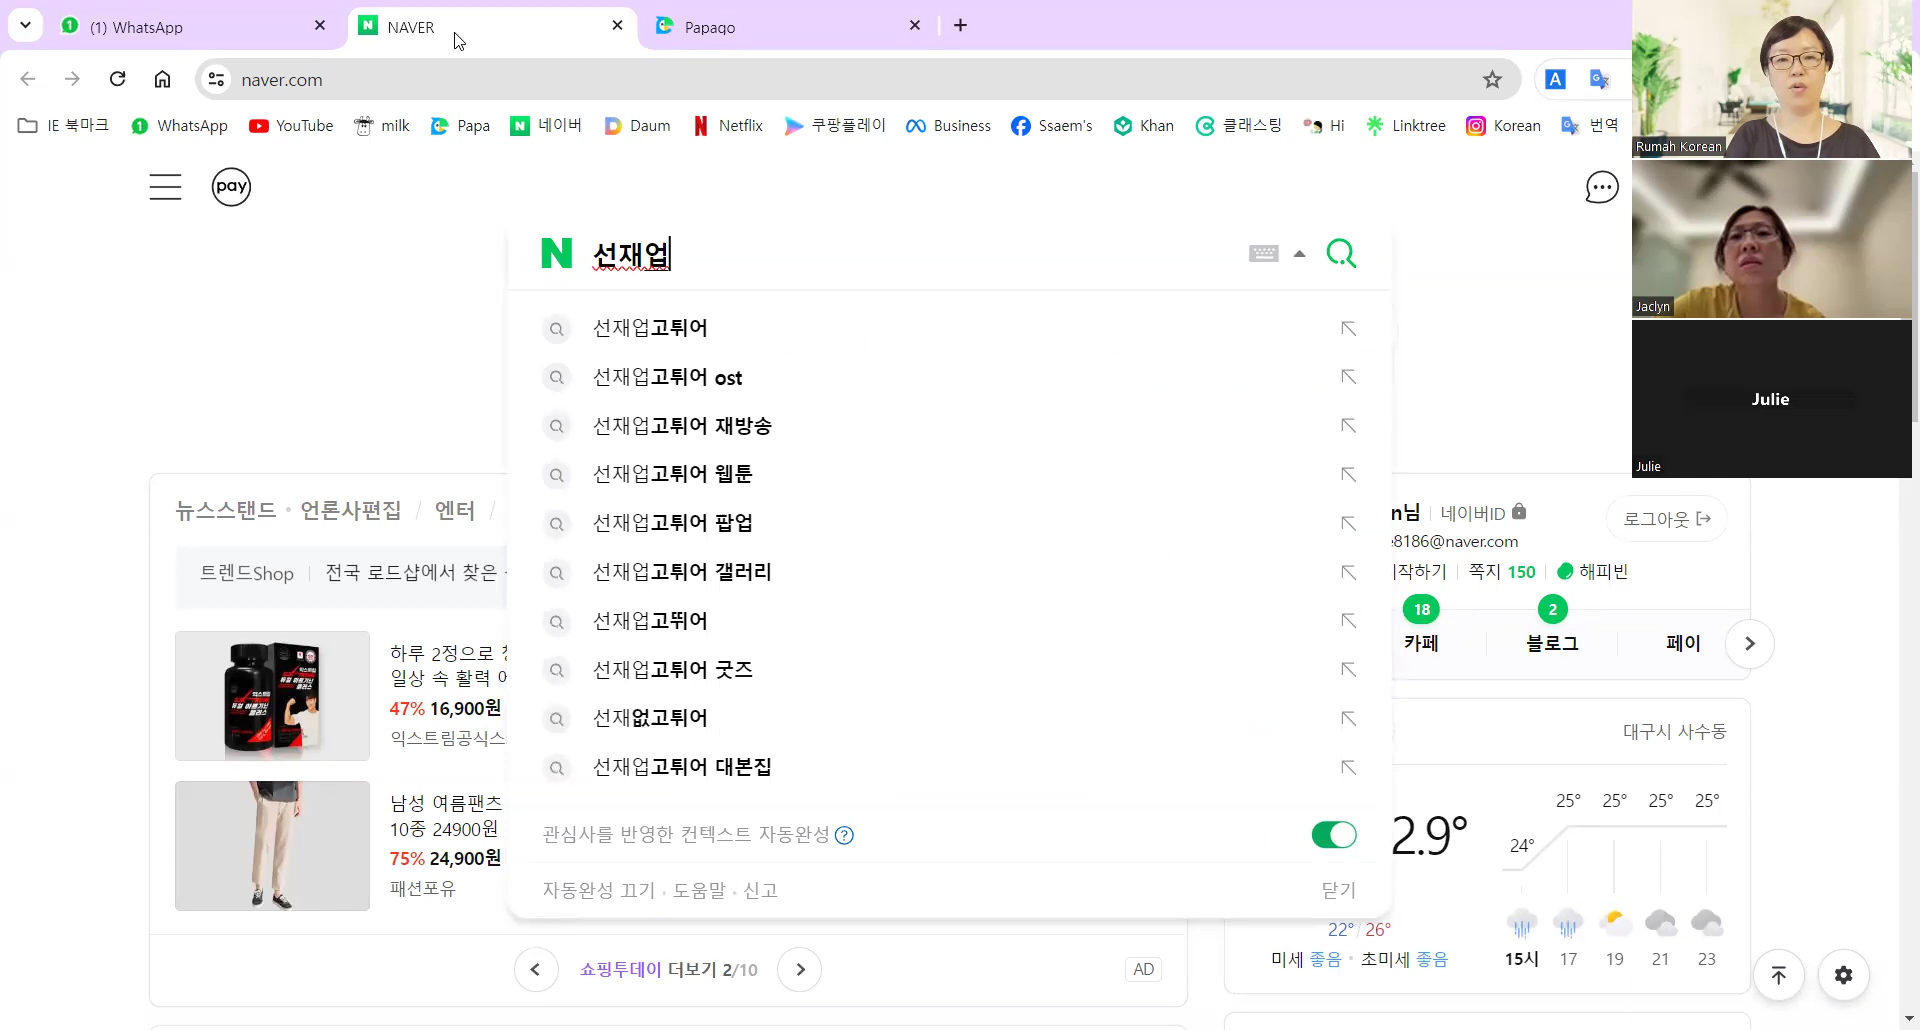 (1) WhatsApp
NAVER
Papago
naver.com
IE 북마크 WhatsApp YouTube milk Papa 네이버 Daum Netflix 쿠팡플레이 Business Ssaem's Khan 클래스팅 Hi Linktree Korean 번역
pay
N 선재업
선재업고튀어
선재업고튀어 ost
선재업고튀어 재방송
선재업고튀어 웹툰
선재업고튀어 팝업
선재업고튀어 갤러리
선재업고튀어
선재업고튀어 굿즈
선재없고튀어
선재업고튀어 대본집
관심사를 반영한 컨텍스트 자동완성 ?
자동완성 끄기 · 도움말 · 신고
닫기
뉴스스탠드 · 언론사편집 / 엔터 /
트렌드Shop | 전국 로드샵에서 찾은
하루 2정으로
일상 속 활력
47% 16,900원
익스트림공식스
남성 여름팬츠
10종 24900원
75% 24,900원
패션포유
쇼핑투데이 더보기 2/10
AD
n님 네이버ID
로그아웃
8186@naver.com
쪽지 150 해피빈
18
2
카페
블로그
페이
대구시 사수동
2.9°
24° 25° 25° 25° 25°
22° / 26°
미세 좋음 · 초미세 좋음
15시 17 19 21 23
Rumah Korean
Jaclyn
Julie
Julie